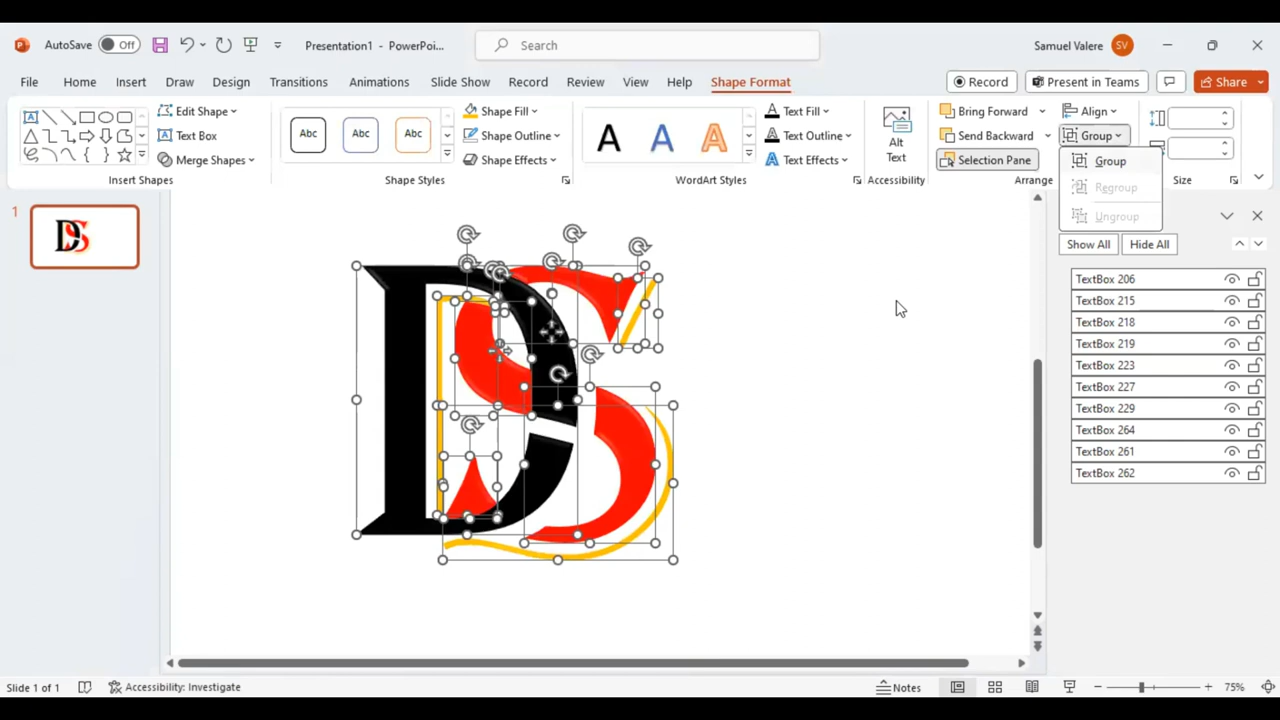 AutoSave Off Presentation1 - PowerPoi... Search Samuel Valere SV
File Home Insert Draw Design Transitions Animations Slide Show Record Review View Help Shape Format Record Present in Teams Share
Edit Shape
Text Box
Merge Shapes
Insert Shapes
Abc Abc Abc
Shape Fill
Shape Outline
Shape Effects
Shape Styles
A A A
Text Fill
Text Outline
Text Effects
WordArt Styles
Alt
Text
Accessibility
Bring Forward
Send Backward
Selection Pane
Align
Group
Arrange
Size
Group
Regroup
Ungroup
1
DS
DS
Show All Hide All
TextBox 206
TextBox 215
TextBox 218
TextBox 219
TextBox 223
TextBox 227
TextBox 229
TextBox 264
TextBox 261
TextBox 262
Slide 1 of 1 Accessibility: Investigate Notes 75%